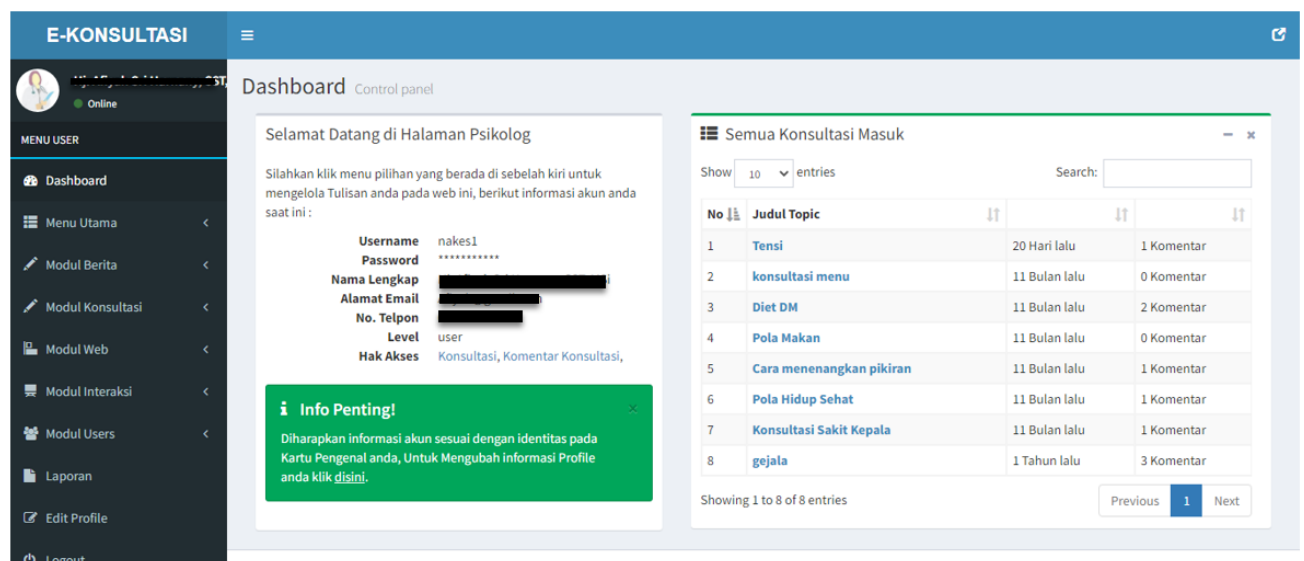 E-KONSULTASI
Online
Dashboard Control panel
MENU USER
Dashboard
Menu Utama
Modul Berita
Modul Konsultasi
Modul Web
Modul Interaksi
Modul Users
Laporan
Edit Profile
Logout
Selamat Datang di Halaman Psikolog
Silahkan klik menu pilihan yang berada di sebelah kiri untuk
mengelola Tulisan anda pada web ini, berikut informasi akun anda
saat ini :
Username nakes1
Password ***********
Nama Lengkap
Alamat Email
No. Telpon
Level user
Hak Akses Konsultasi, Komentar Konsultasi,
i Info Penting! ×
Diharapkan informasi akun sesuai dengan identitas pada
Kartu Pengenal anda, Untuk Mengubah informasi Profile
anda klik disini.
Semua Konsultasi Masuk
Show 10 entries Search:
No Judul Topic
1 Tensi 20 Hari lalu 1 Komentar
2 konsultasi menu 11 Bulan lalu 0 Komentar
3 Diet DM 11 Bulan lalu 2 Komentar
4 Pola Makan 11 Bulan lalu 0 Komentar
5 Cara menenangkan pikiran 11 Bulan lalu 1 Komentar
6 Pola Hidup Sehat 11 Bulan lalu 1 Komentar
7 Konsultasi Sakit Kepala 11 Bulan lalu 1 Komentar
8 gejala 1 Tahun lalu 3 Komentar
Showing 1 to 8 of 8 entries
Previous 1 Next